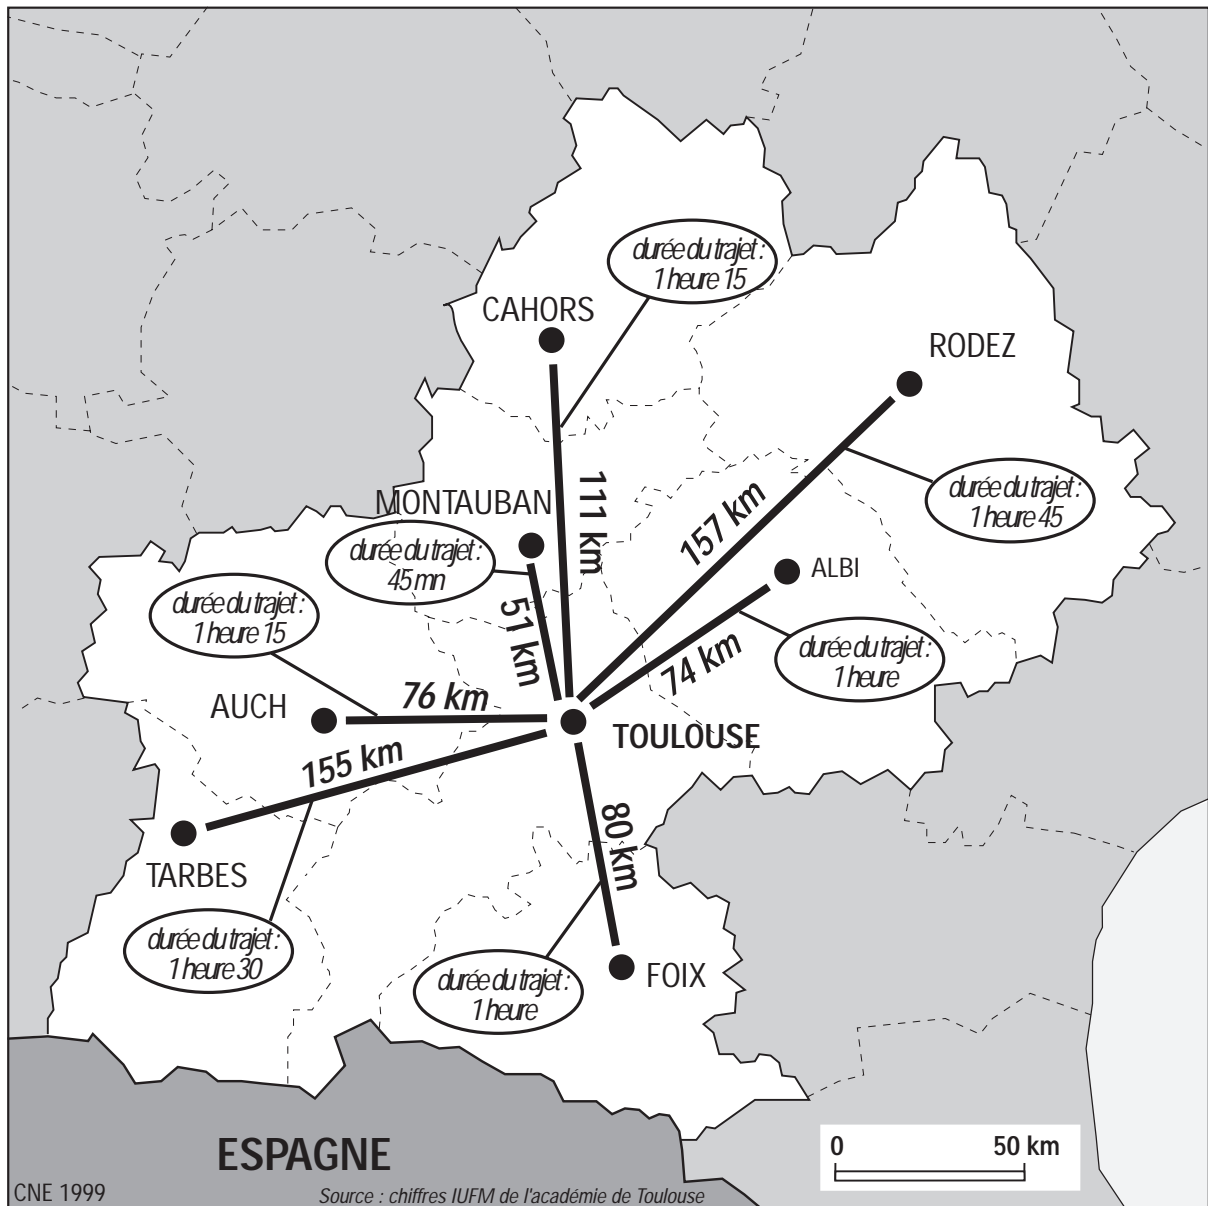 durée du trajet :
1 heure 15
CAHORS
RODEZ
111 km
157 km
durée du trajet :
1 heure 45
MONTAUBAN
durée du trajet :
45 mn
ALBI
durée du trajet :
1 heure 15
51 km
74 km
durée du trajet :
1 heure
AUCH
76 km
TOULOUSE
155 km
80 km
TARBES
durée du trajet :
1 heure 30
durée du trajet :
1 heure
FOIX
ESPAGNE
0 50 km
CNE 1999
Source : chiffres IUFM de l'académie de Toulouse